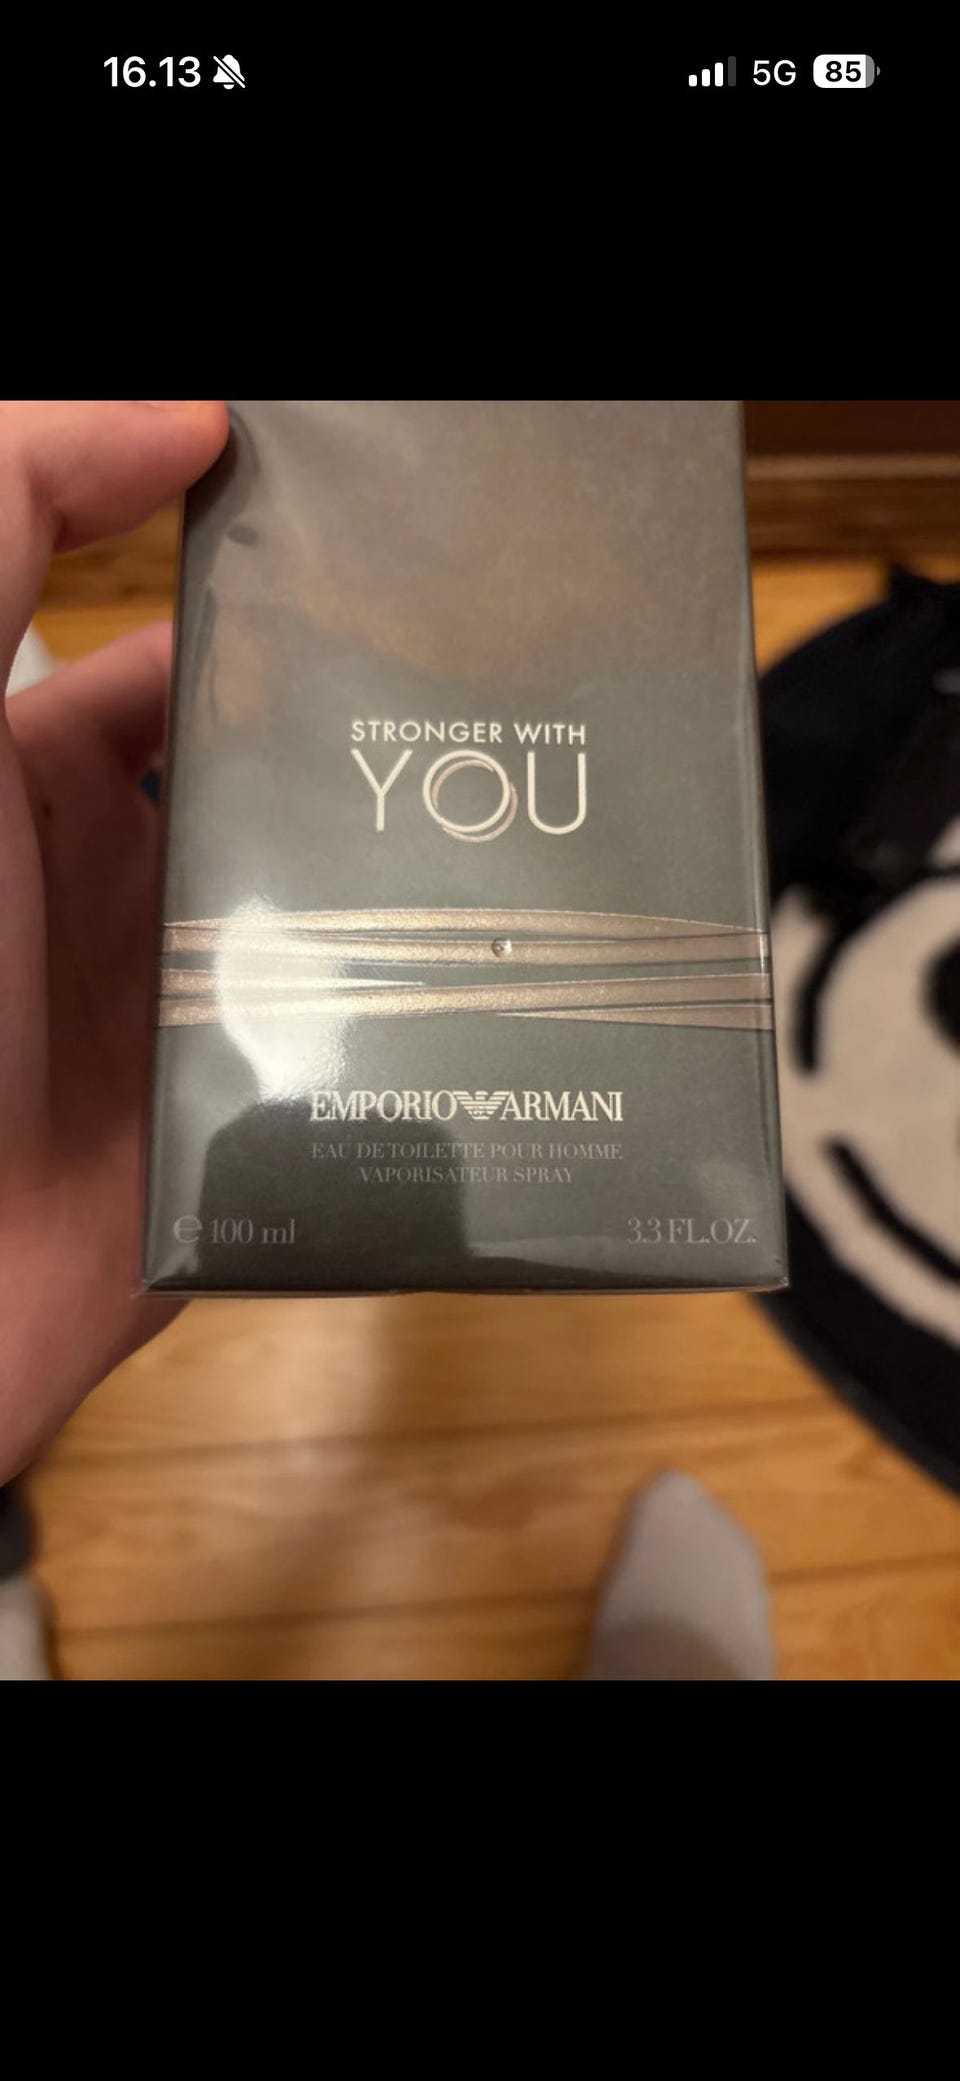 16.13
5G 85
STRONGER WITH
YOU
EMPORIO ARMANI
EAU DE TOILETTE POUR HOMME
VAPORISATEUR SPRAY
℮ 100 ml 3.3 FL.OZ.